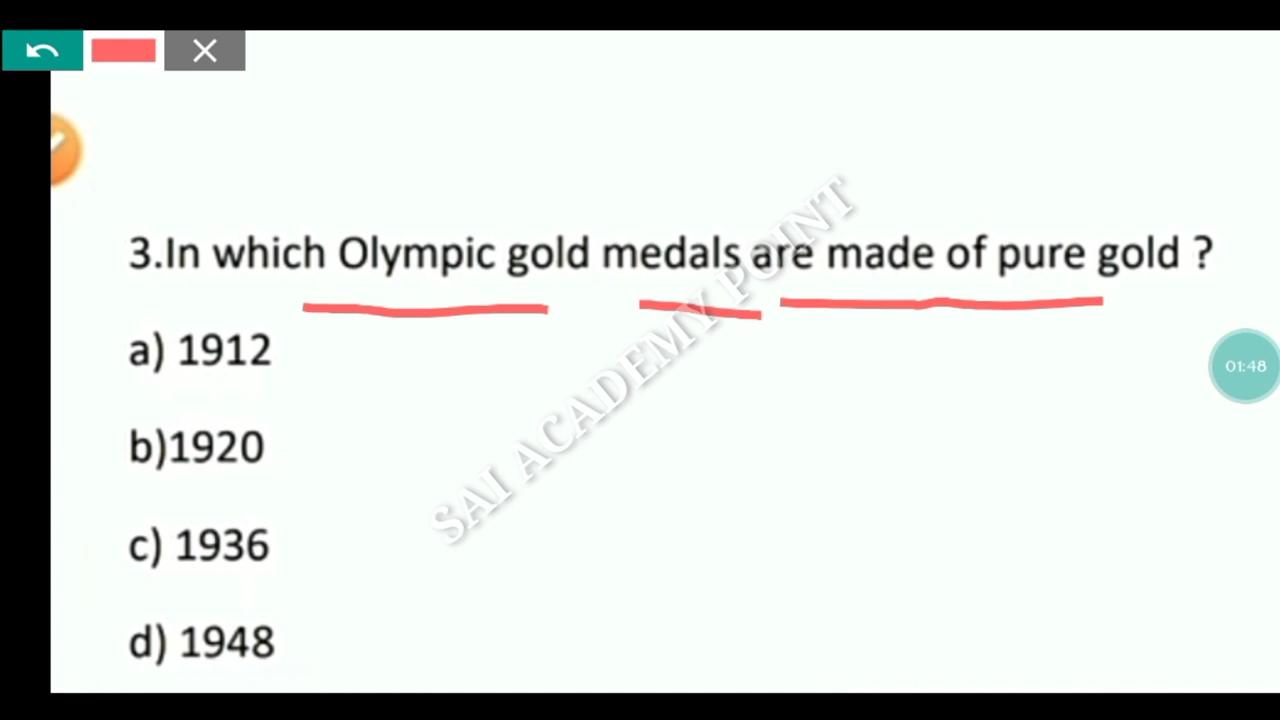 3.In which Olympic gold medals are made of pure gold ?
a) 1912
b)1920
c) 1936
d) 1948
SAI ACADEMY POINT
01:48